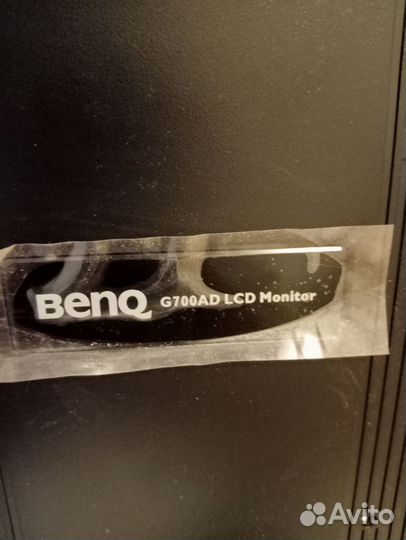 BenQ G700AD LCD Monitor
Avito